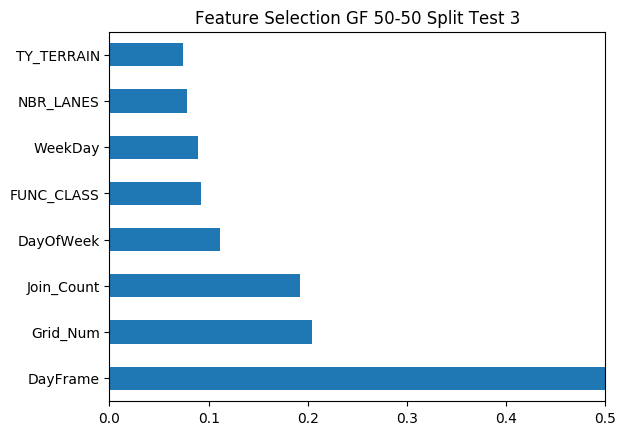 Feature Selection GF 50-50 Split Test 3
TY_TERRAIN
NBR_LANES
WeekDay
FUNC_CLASS
DayOfWeek
Join_Count
Grid_Num
DayFrame
0.0 0.1 0.2 0.3 0.4 0.5